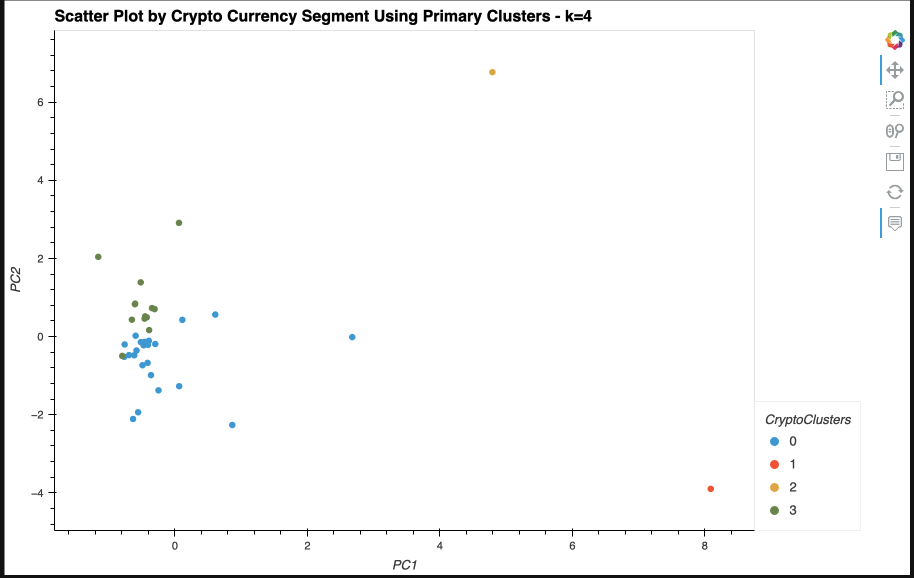 Scatter Plot by Crypto Currency Segment Using Primary Clusters - k=4
PC2
6
4
2
0
−2
−4
0 2 4 6 8
PC1
CryptoClusters
0
1
2
3